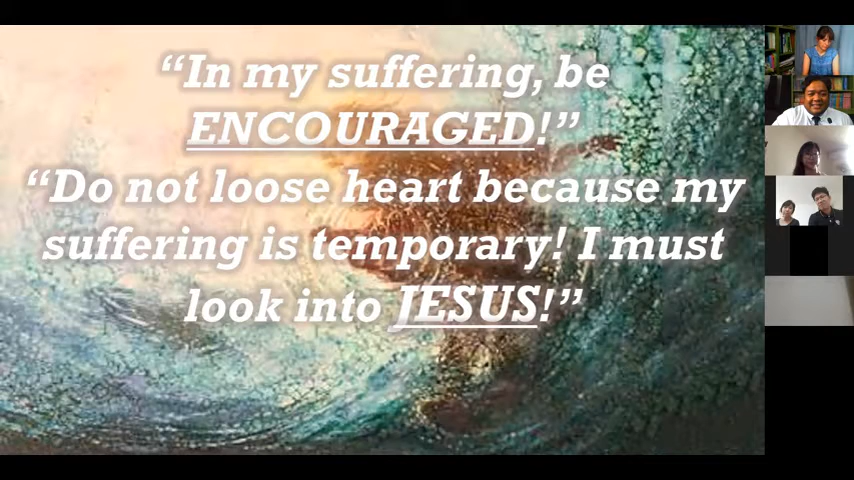 “In my suffering, be
ENCOURAGED!”
“Do not loose heart because my
suffering is temporary! I must
look into JESUS!”